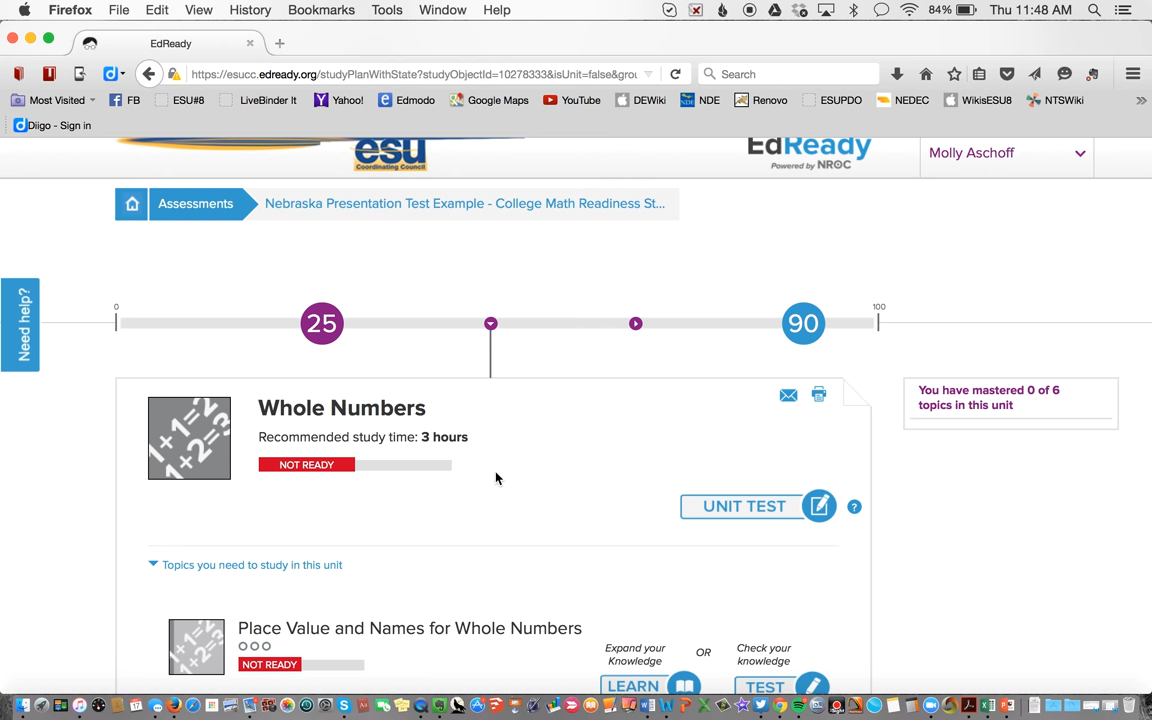 Firefox File Edit View History Bookmarks Tools Window Help 84% Thu 11:48 AM
EdReady
https://esucc.edready.org/studyPlanWithState?studyObjectId=10278333&isUnit=false&grou Search
Most Visited FB ESU#8 LiveBinder It Yahoo! Edmodo Google Maps YouTube DEWiki NDE Renovo ESUPDO NEDEC WikisESU8 NTSWiki
Diigo - Sign in
esu
Coordinating Council
EdReady
Powered by NROC
Molly Aschoff
Assessments Nebraska Presentation Test Example - College Math Readiness St...
Need help?
0 100
25 90
Whole Numbers
Recommended study time: 3 hours
NOT READY
You have mastered 0 of 6
topics in this unit
UNIT TEST ?
Topics you need to study in this unit
Place Value and Names for Whole Numbers
NOT READY
Expand your
Knowledge
OR
Check your
knowledge
LEARN
TEST